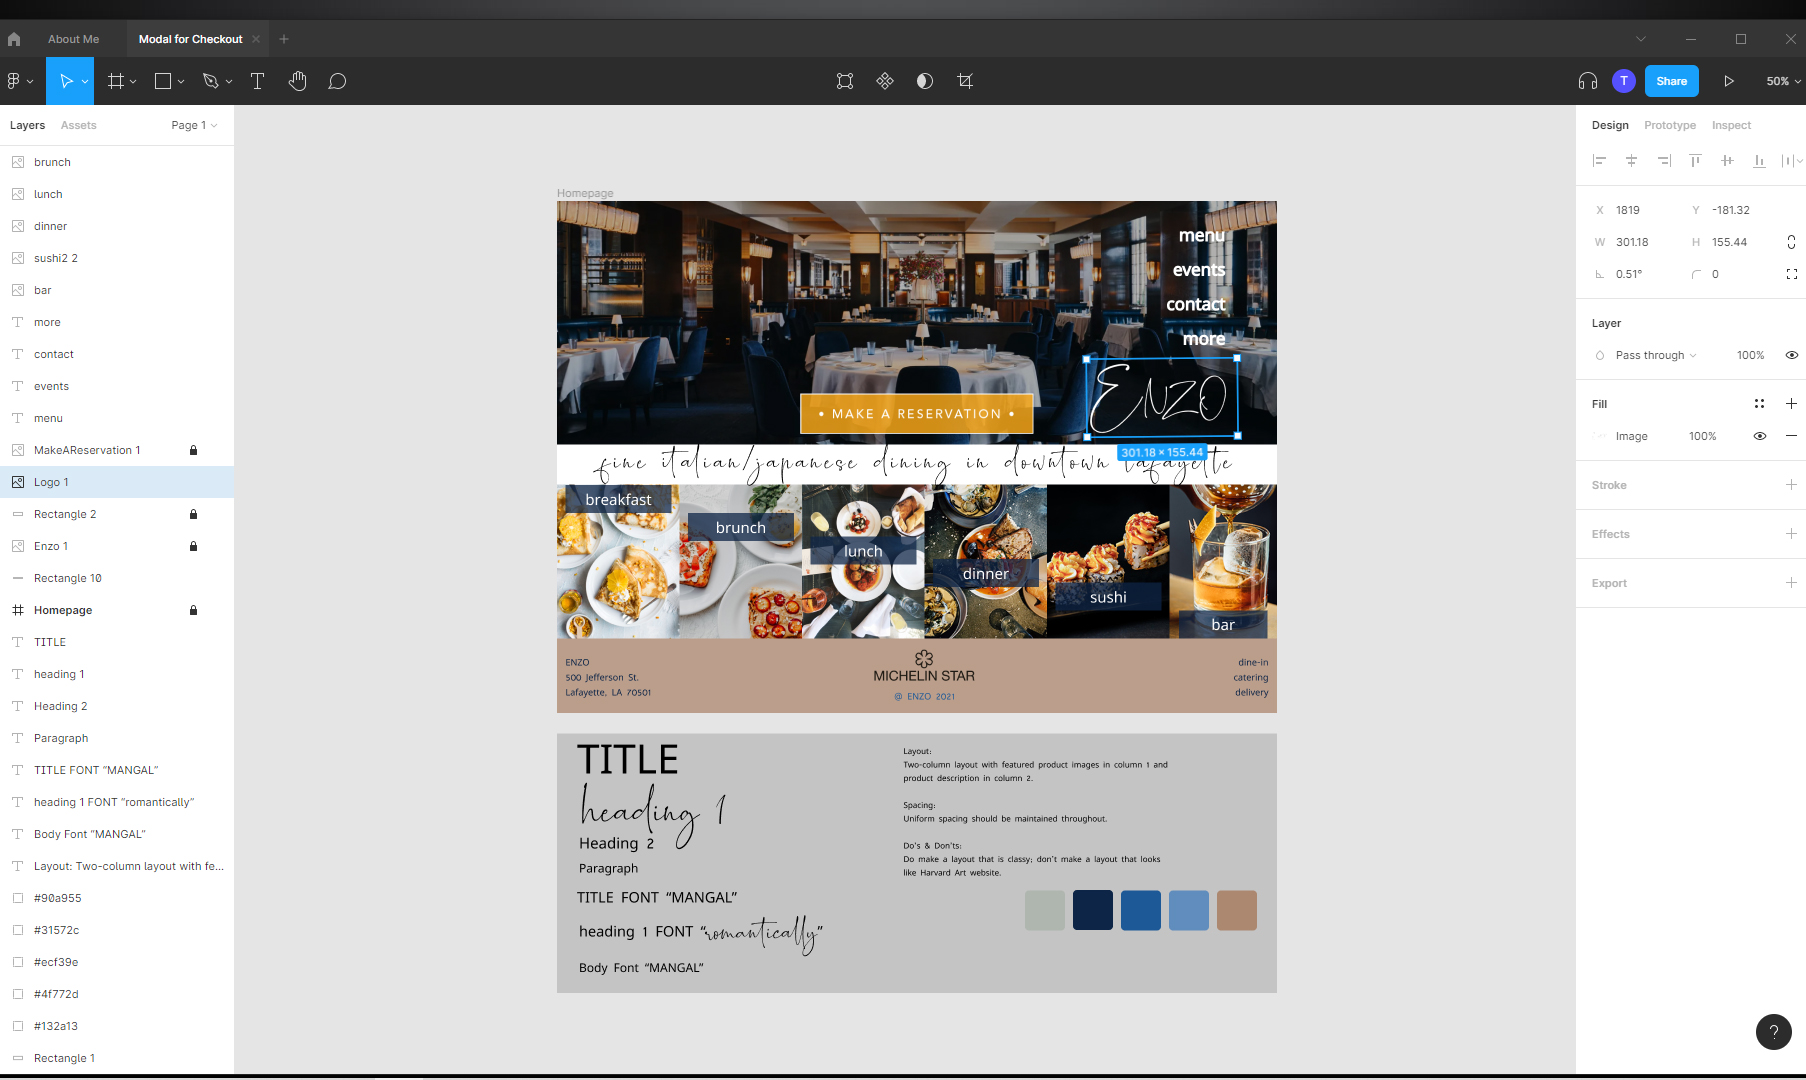 About Me
Modal for Checkout
T
Share
50%
Layers
Assets
Page 1
brunch
lunch
dinner
sushi2 2
bar
more
contact
events
menu
MakeAReservation 1
Logo 1
Rectangle 2
Enzo 1
Rectangle 10
Homepage
TITLE
heading 1
Heading 2
Paragraph
TITLE FONT “MANGAL”
heading 1 FONT “romantically”
Body Font “MANGAL”
Layout: Two-column layout with fe...
#90a955
#31572c
#ecf39e
#4f772d
#132a13
Rectangle 1
Homepage
menu
events
contact
more
ENZO
• MAKE A RESERVATION •
301.18 × 155.44
fine italian/japanese dining in downtown lafayette
breakfast
brunch
lunch
dinner
sushi
bar
ENZO
500 Jefferson St.
Lafayette, LA 70501
MICHELIN STAR
@ ENZO 2021
dine-in
catering
delivery
TITLE
heading 1
Heading 2
Paragraph
TITLE FONT “MANGAL”
heading 1 FONT “romantically”
Body Font “MANGAL”
Layout:
Two-column layout with featured product images in column 1 and
product description in column 2.
Spacing:
Uniform spacing should be maintained throughout.
Do's & Don'ts:
Do make a layout that is classy; don't make a layout that looks
like Harvard Art website.
Design
Prototype
Inspect
X 1819
Y -181.32
W 301.18
H 155.44
0.51°
0
Layer
Pass through
100%
Fill
Image
100%
Stroke
Effects
Export
?